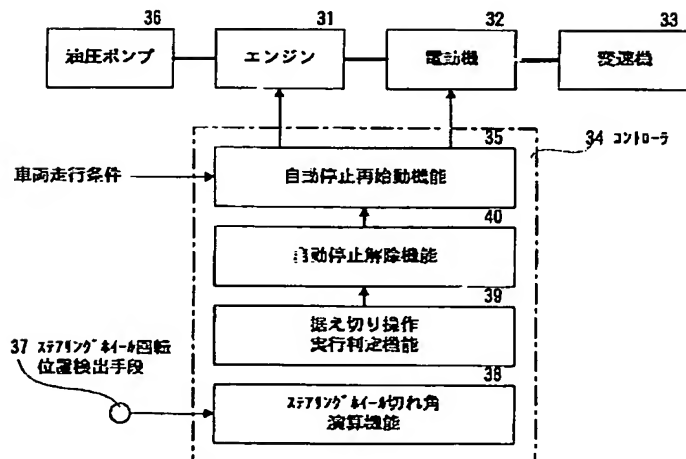 36
31
32
33
油圧ポンプ
エンジン
電動機
変速機
35
34 コントローラ
車両走行条件
自動停止再始動機能
40
自動停止解除機能
39
据え切り操作
実行判定機能
37 ステアリングホイール回転
位置検出手段
38
ステアリングホイール切れ角
演算機能